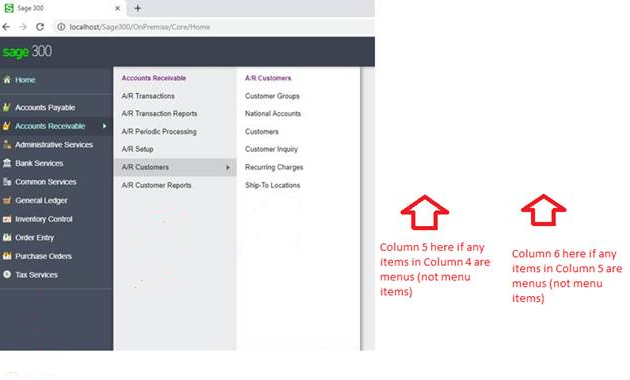 Sage 300
localhost/Sage300/OnPremise/Core/Home
sage 300
Home
Accounts Payable
Accounts Receivable
Administrative Services
Bank Services
Common Services
General Ledger
Inventory Control
Order Entry
Purchase Orders
Tax Services
Accounts Receivable
A/R Transactions
A/R Transaction Reports
A/R Periodic Processing
A/R Setup
A/R Customers
A/R Customer Reports
A/R Customers
Customer Groups
National Accounts
Customers
Customer Inquiry
Recurring Charges
Ship-To Locations
Column 5 here if any
items in Column 4 are
menus (not menu
items)
Column 6 here if any
items in Column 5 are
menus (not menu
items)